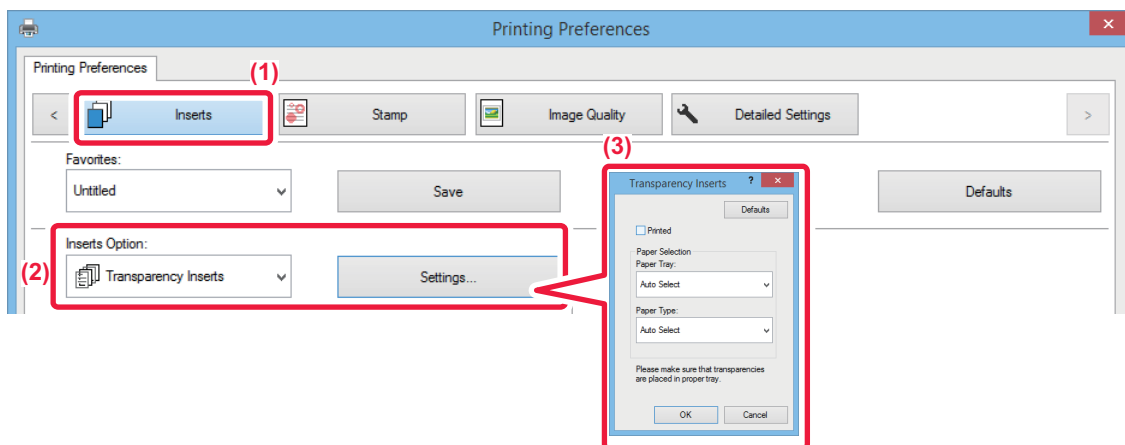 Printing Preferences
Printing Preferences
(1)
< Inserts Stamp Image Quality Detailed Settings >
Favorites:
Untitled Save Defaults
Inserts Option:
(2) Transparency Inserts Settings...
(3)
Transparency Inserts ?
Defaults
Printed
Paper Selection
Paper Tray:
Auto Select
Paper Type:
Auto Select
Please make sure that transparencies
are placed in proper tray.
OK Cancel